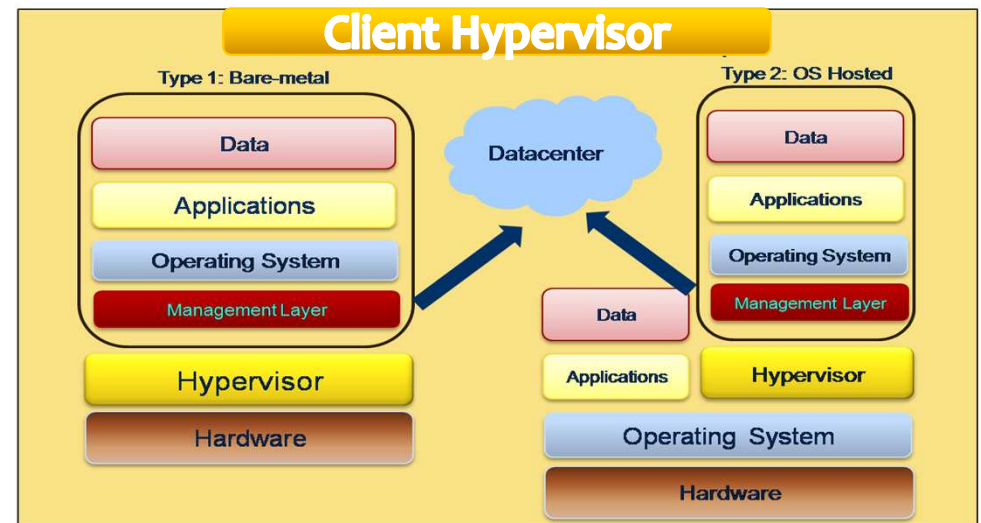 Client Hypervisor
Type 1: Bare-metal
Data
Applications
Operating System
Management Layer
Hypervisor
Hardware
Datacenter
Type 2: OS Hosted
Data
Applications
Operating System
Management Layer
Hypervisor
Data
Applications
Operating System
Hardware